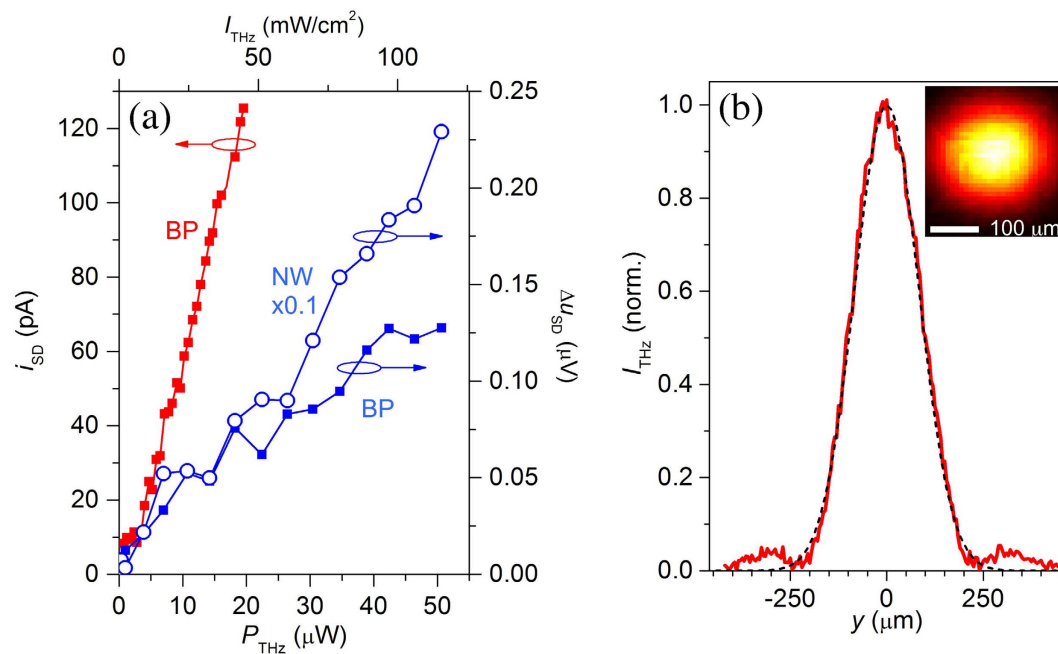 I_THz (mW/cm²)
0 50 100
(a)
120
100
80
60
40
20
0
i_SD (pA)
BP
NW
x0.1
BP
0.25
0.20
0.15
0.10
0.05
0.00
Δu_SD (μV)
0 10 20 30 40 50
P_THz (μW)
(b)
1.0
0.8
0.6
0.4
0.2
0.0
I_THz (norm.)
100 μm
-250 0 250
y (μm)